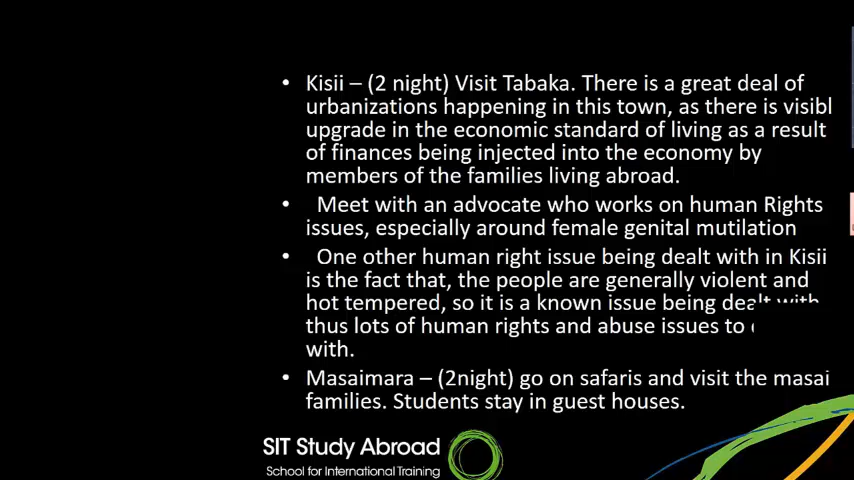 • Kisii – (2 night) Visit Tabaka. There is a great deal of
urbanizations happening in this town, as there is visibl
upgrade in the economic standard of living as a result
of finances being injected into the economy by
members of the families living abroad.
• Meet with an advocate who works on human Rights
issues, especially around female genital mutilation
• One other human right issue being dealt with in Kisii
is the fact that, the people are generally violent and
hot tempered, so it is a known issue being dealt with
thus lots of human rights and abuse issues to
with.
• Masaimara – (2night) go on safaris and visit the masai
families. Students stay in guest houses.
SIT Study Abroad
School for International Training